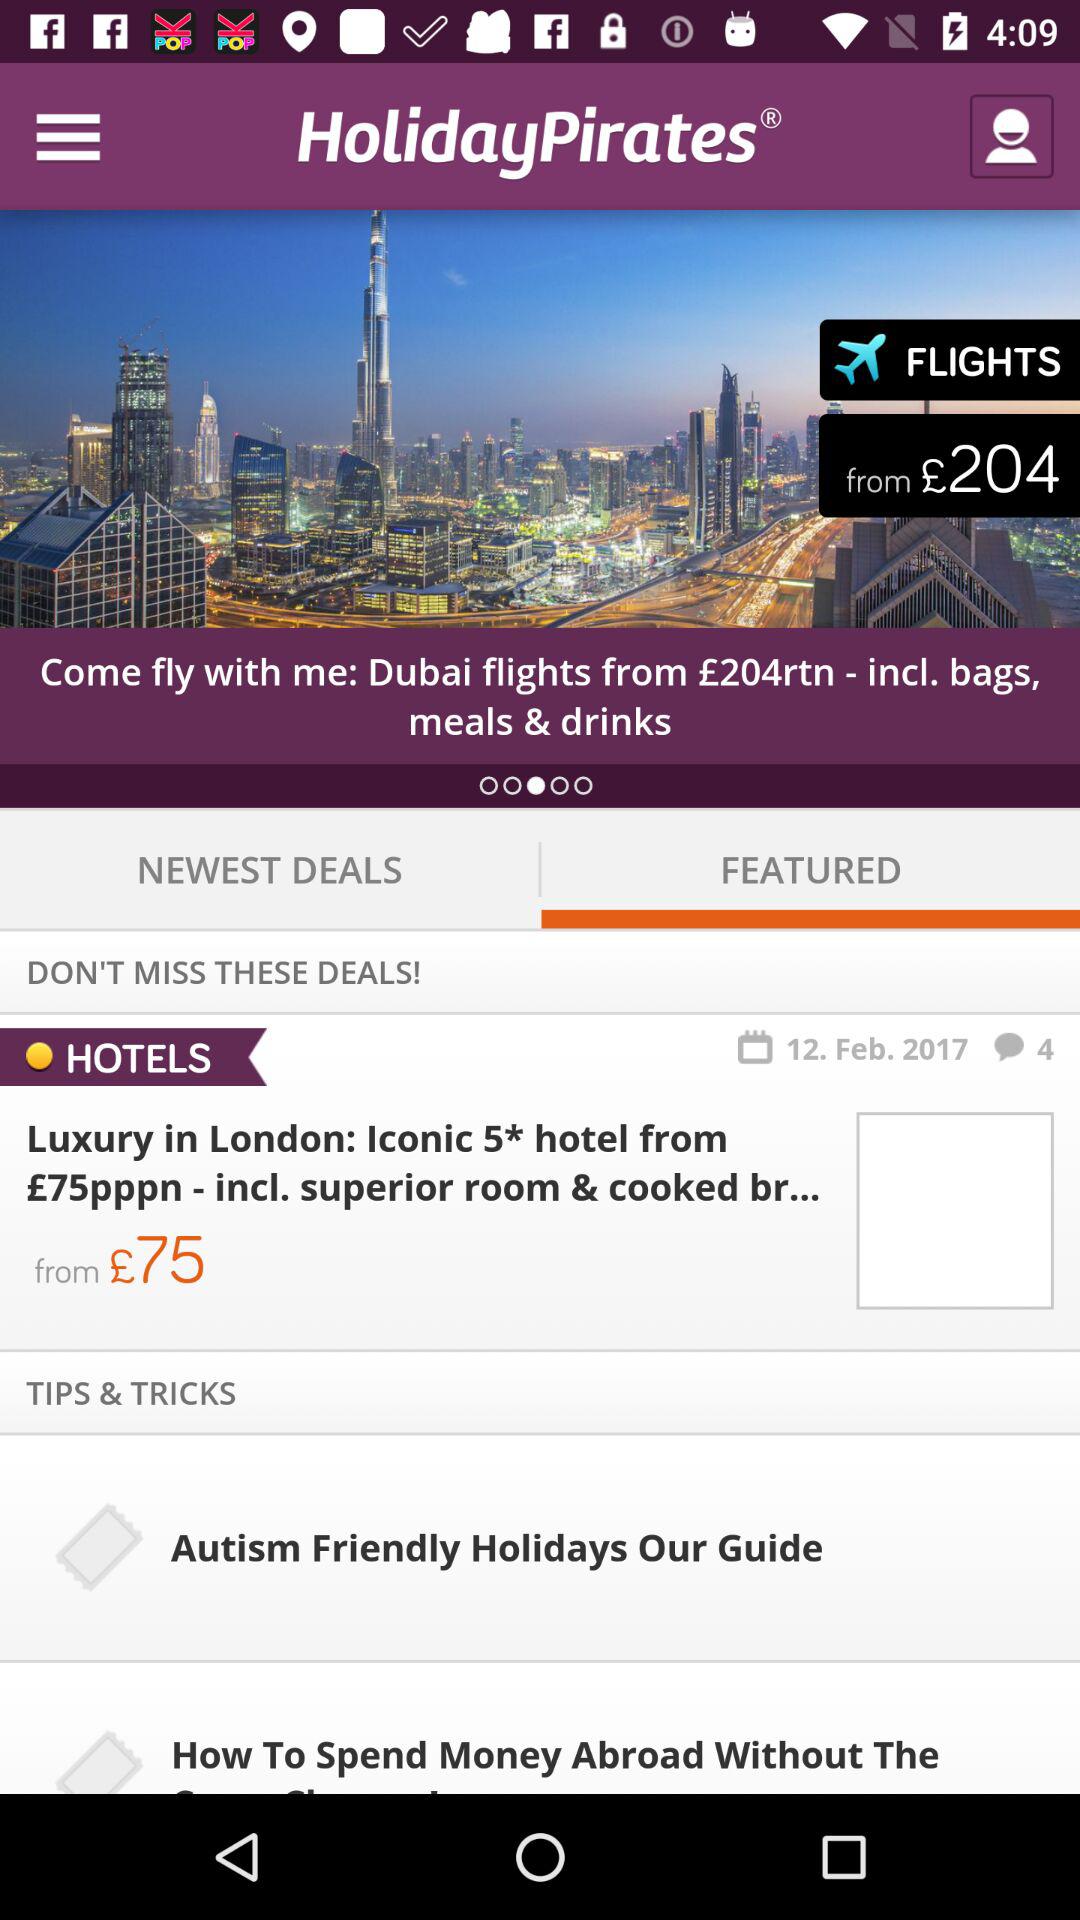 POP
POP
4:09
HolidayPirates®
FLIGHTS
from £204
Come fly with me: Dubai flights from £204rtn - incl. bags,
meals & drinks
NEWEST DEALS
FEATURED
DON'T MISS THESE DEALS!
HOTELS
12. Feb. 2017
4
Luxury in London: Iconic 5* hotel from
£75pppn - incl. superior room & cooked br...
from £75
TIPS & TRICKS
Autism Friendly Holidays Our Guide
How To Spend Money Abroad Without The